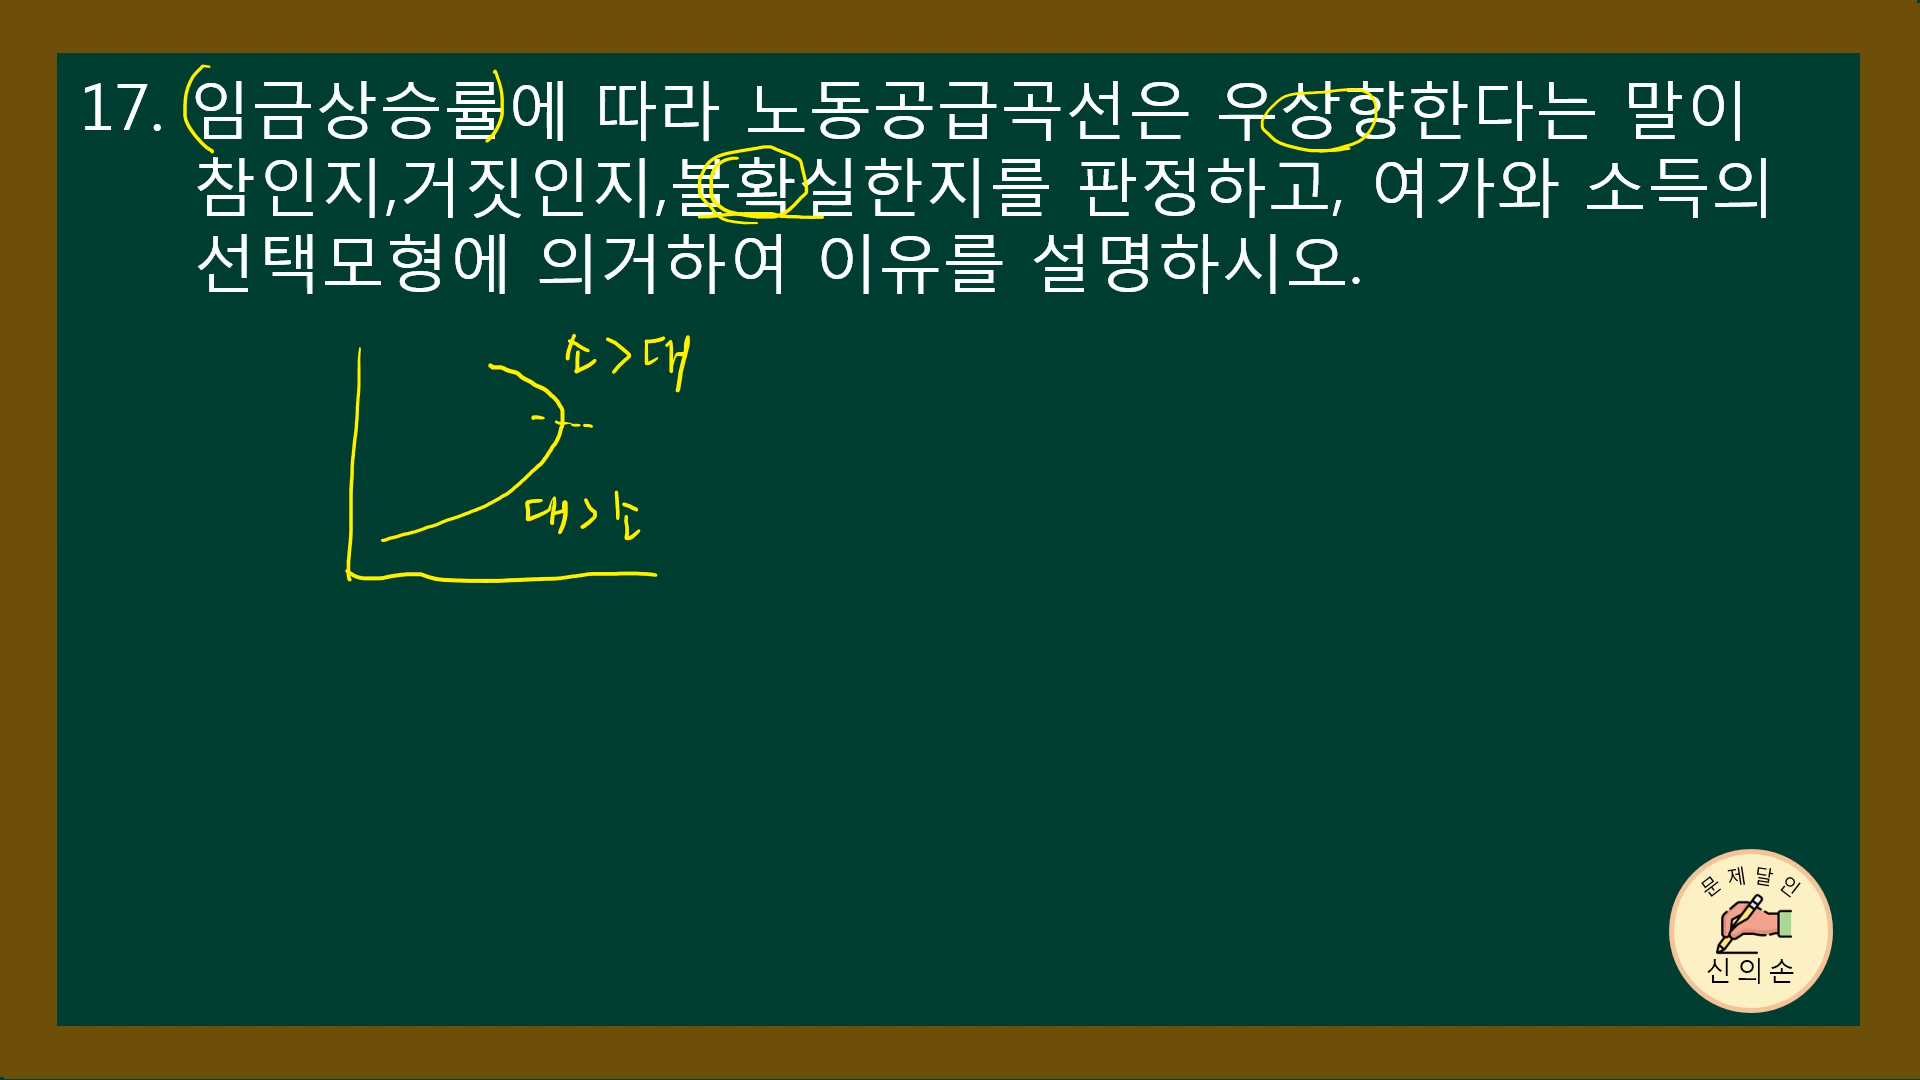 17. 임금상승률에 따라 노동공급곡선은 우상향한다는 말이
참인지,거짓인지,불확실한지를 판정하고, 여가와 소득의
선택모형에 의거하여 이유를 설명하시오.
소>대
대>소
문제달인
신의손